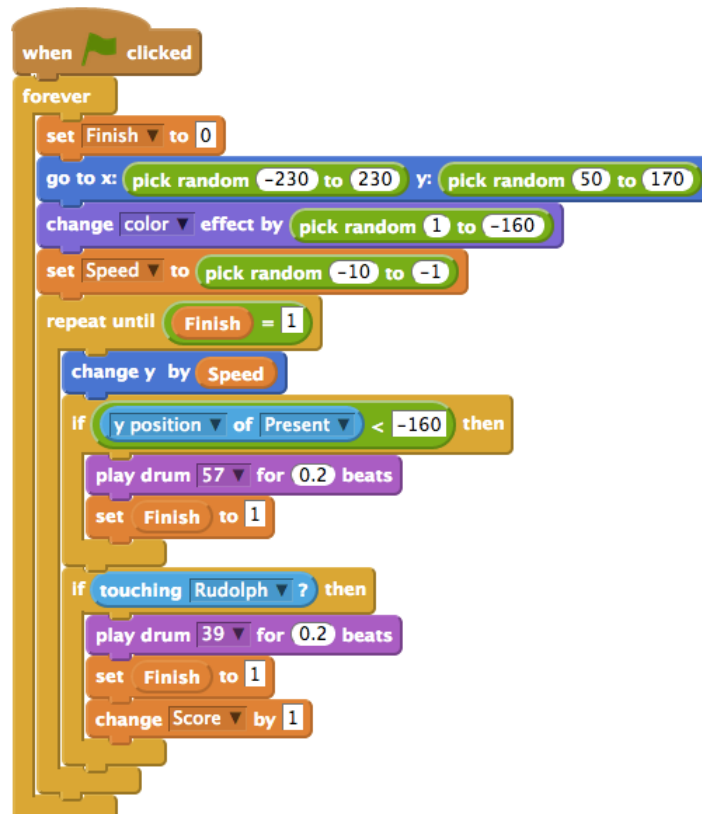 when clicked
forever
set Finish to 0
go to x: pick random -230 to 230 y: pick random 50 to 170
change color effect by pick random 1 to -160
set Speed to pick random -10 to -1
repeat until Finish = 1
change y by Speed
if y position of Present < -160 then
play drum 57 for 0.2 beats
set Finish to 1
if touching Rudolph ? then
play drum 39 for 0.2 beats
set Finish to 1
change Score by 1